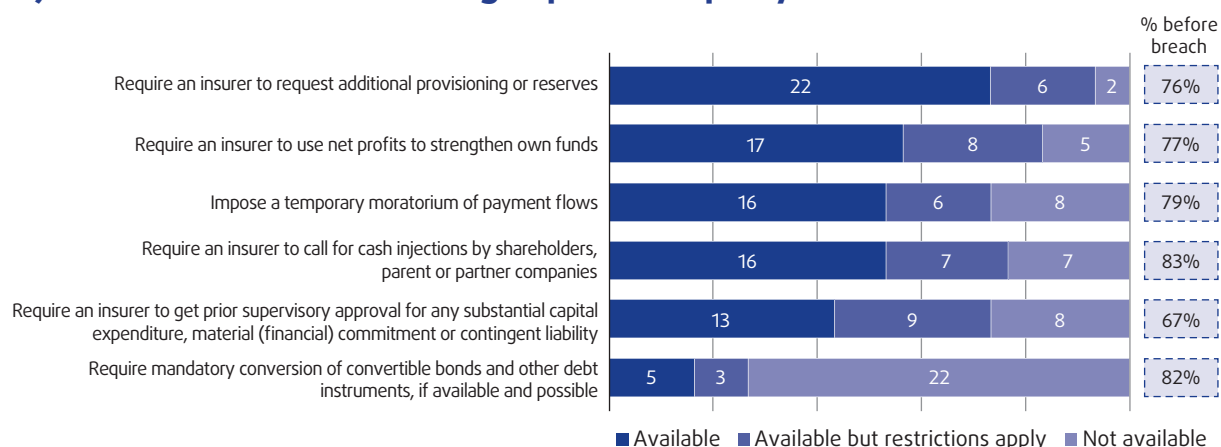 % before
breach
Require an insurer to request additional provisioning or reserves 22 6 2 76%
Require an insurer to use net profits to strengthen own funds 17 8 5 77%
Impose a temporary moratorium of payment flows 16 6 8 79%
Require an insurer to call for cash injections by shareholders,
parent or partner companies 16 7 7 83%
Require an insurer to get prior supervisory approval for any substantial capital
expenditure, material (financial) commitment or contingent liability 13 9 8 67%
Require mandatory conversion of convertible bonds and other debt
instruments, if available and possible 5 3 22 82%
Available Available but restrictions apply Not available